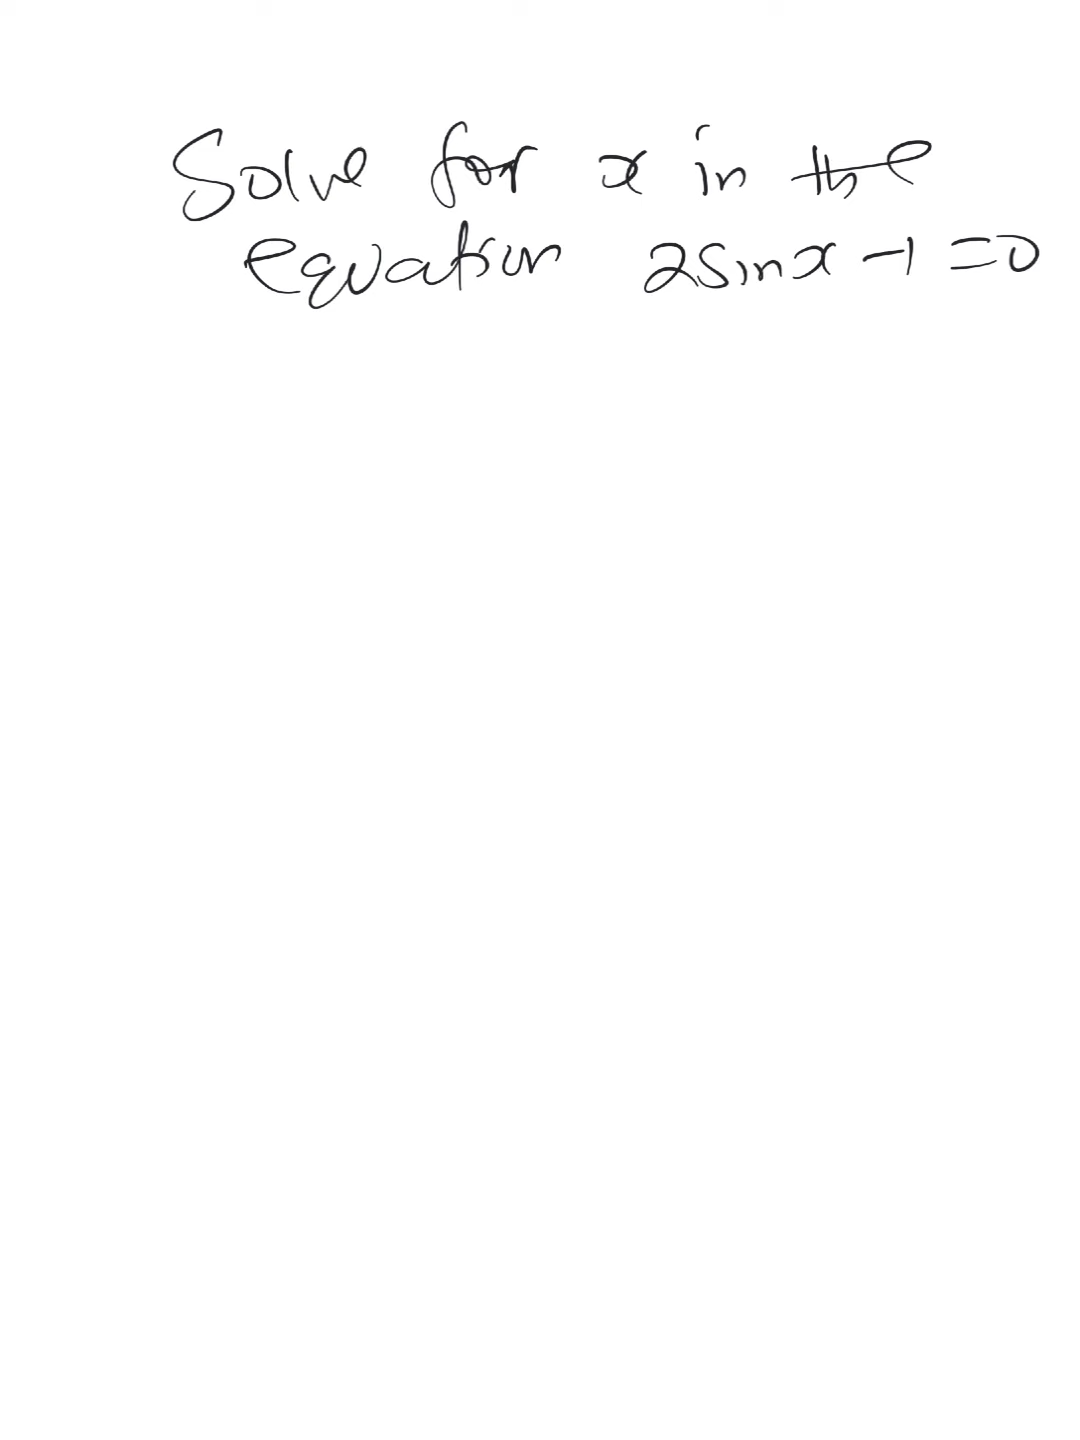 Solve for x in the
equation 2sinx - 1 = 0